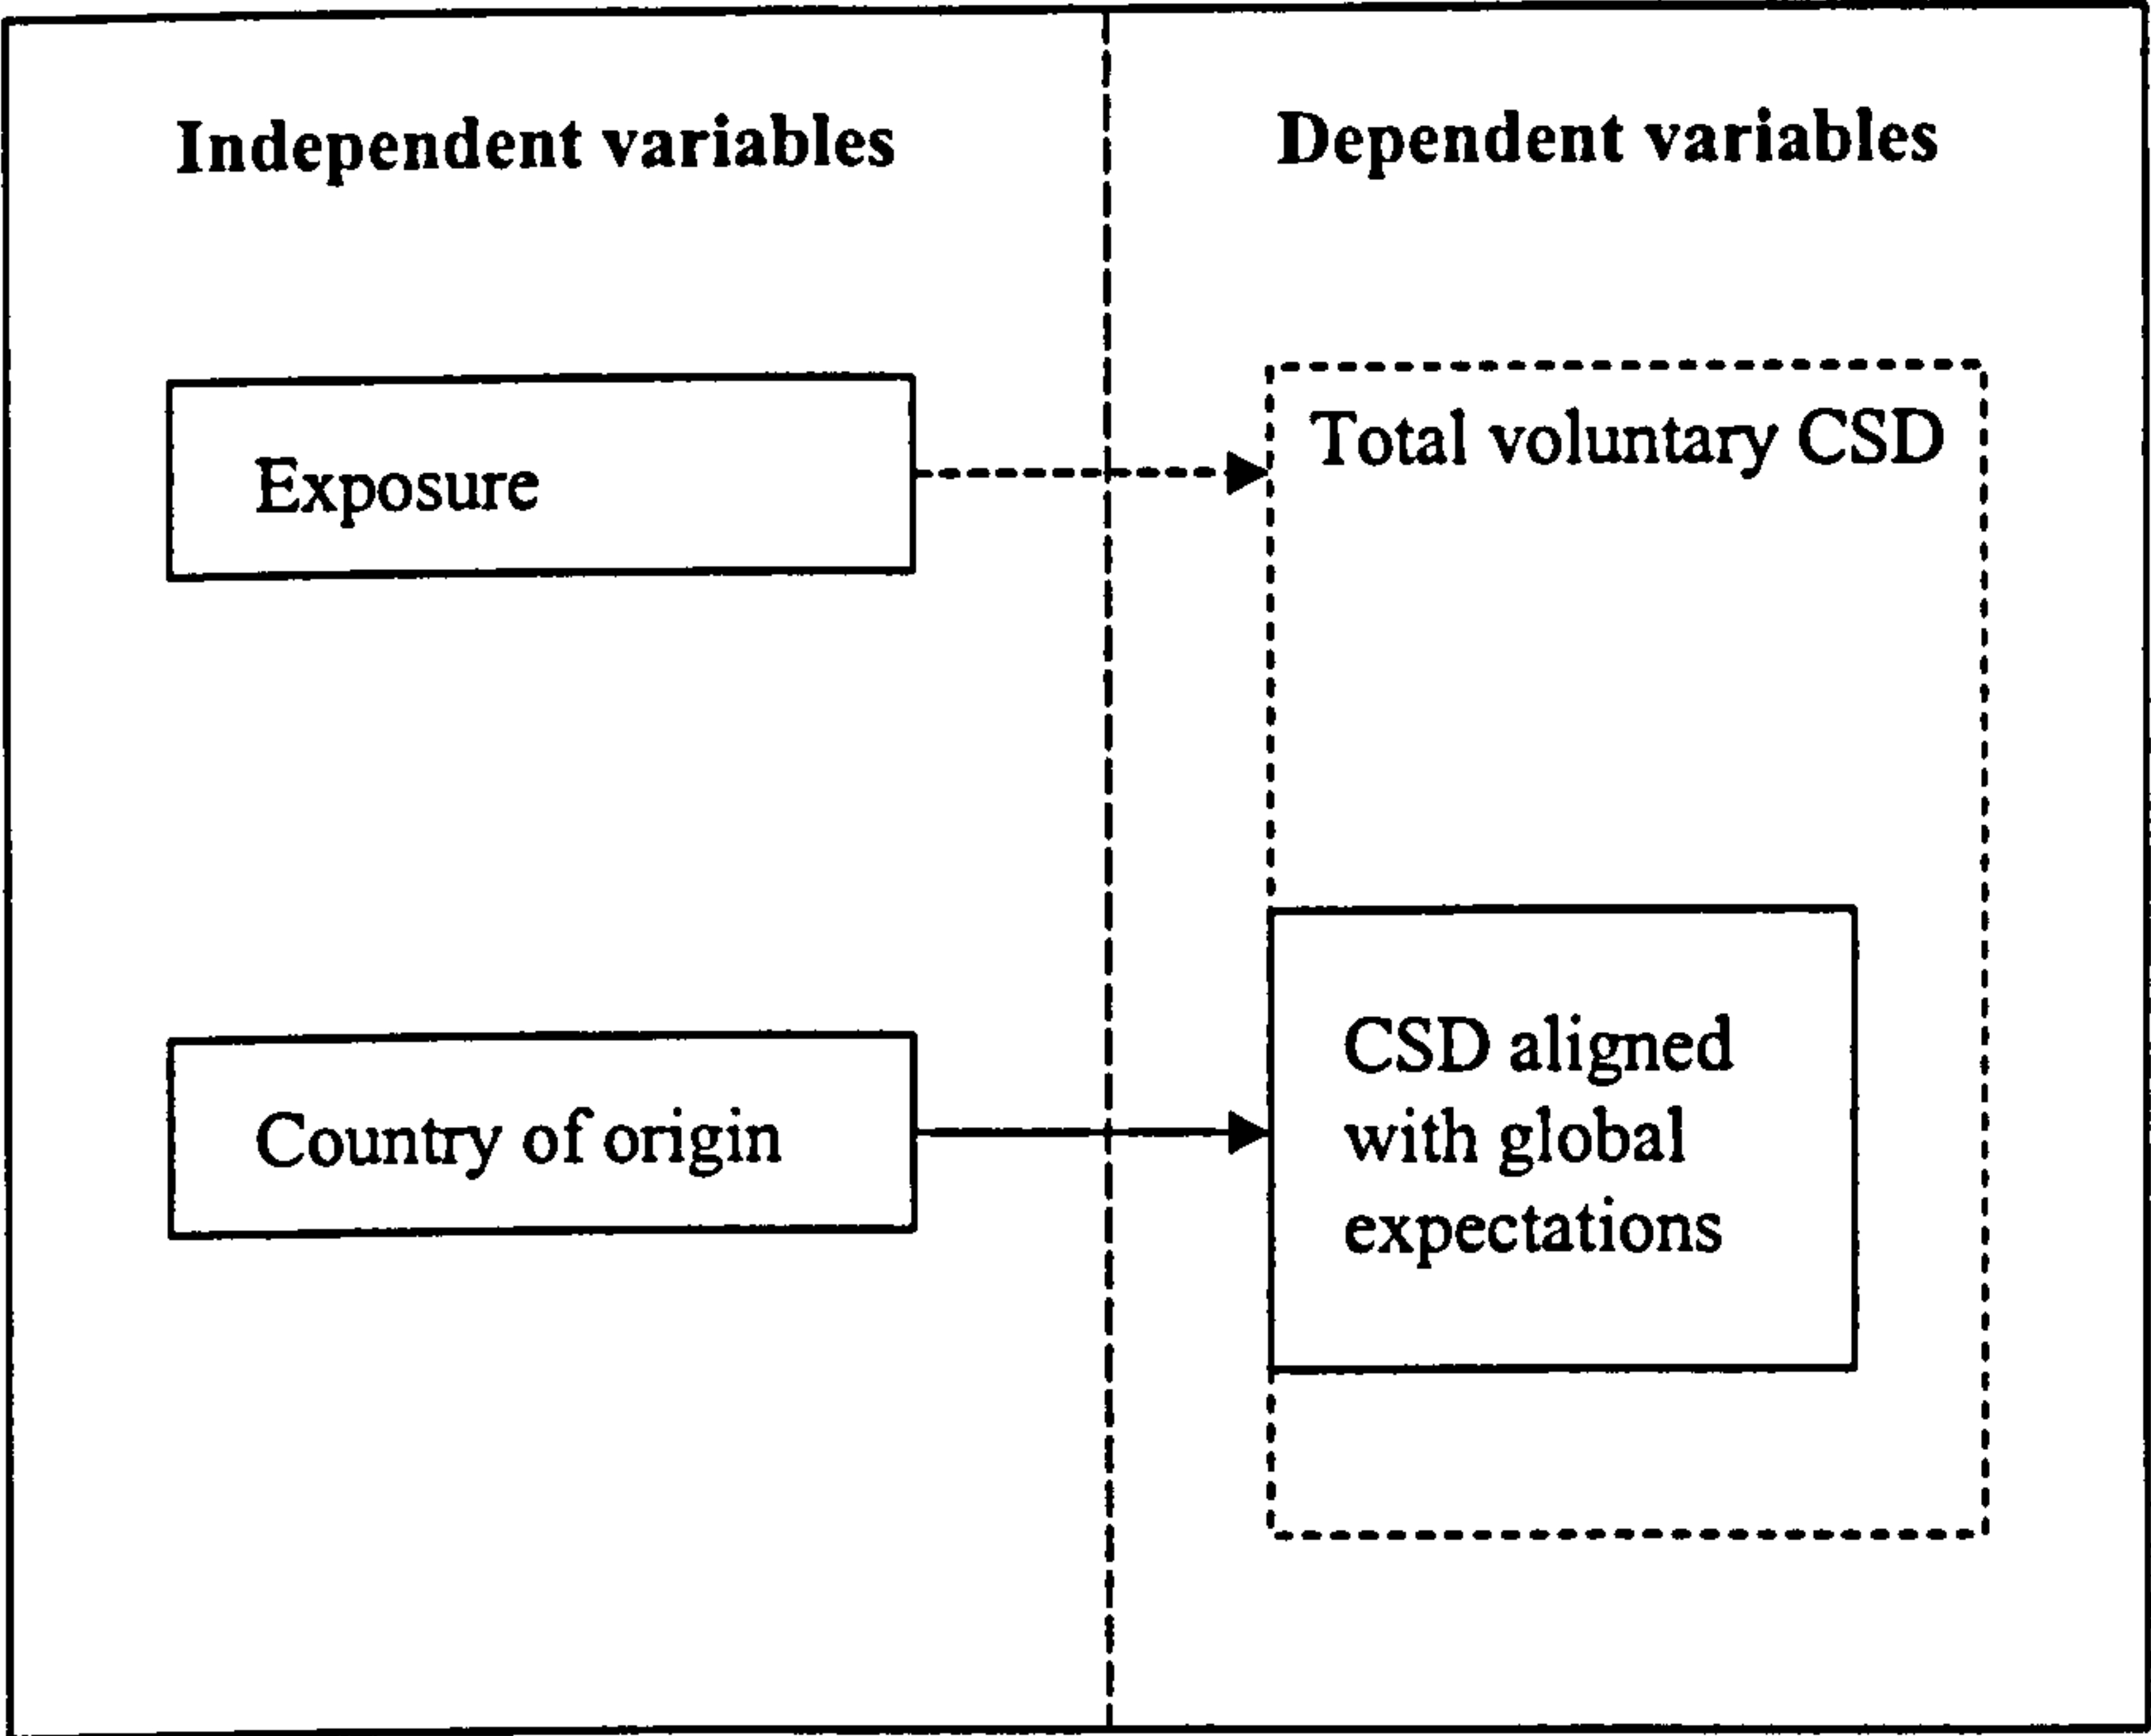 Independent variables
Dependent variables
Exposure
Total voluntary CSD
Country of origin
CSD aligned
with global
expectations